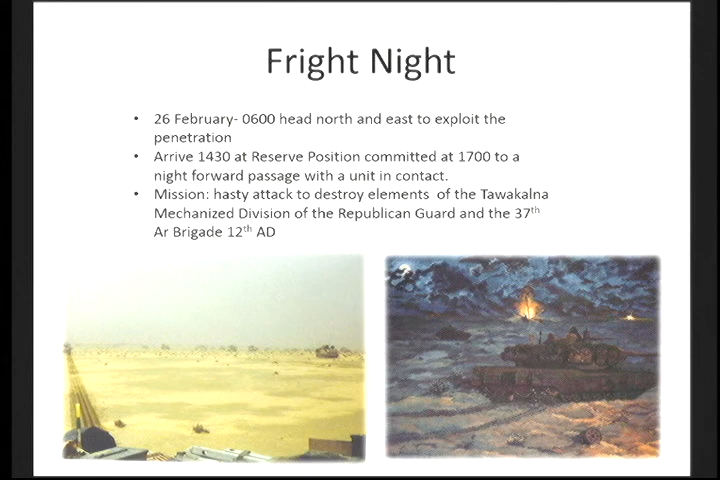 Fright Night
• 26 February- 0600 head north and east to exploit the
penetration
• Arrive 1430 at Reserve Position committed at 1700 to a
night forward passage with a unit in contact.
• Mission: hasty attack to destroy elements  of the Tawakalna
Mechanized Division of the Republican Guard and the 37th
Ar Brigade 12th AD